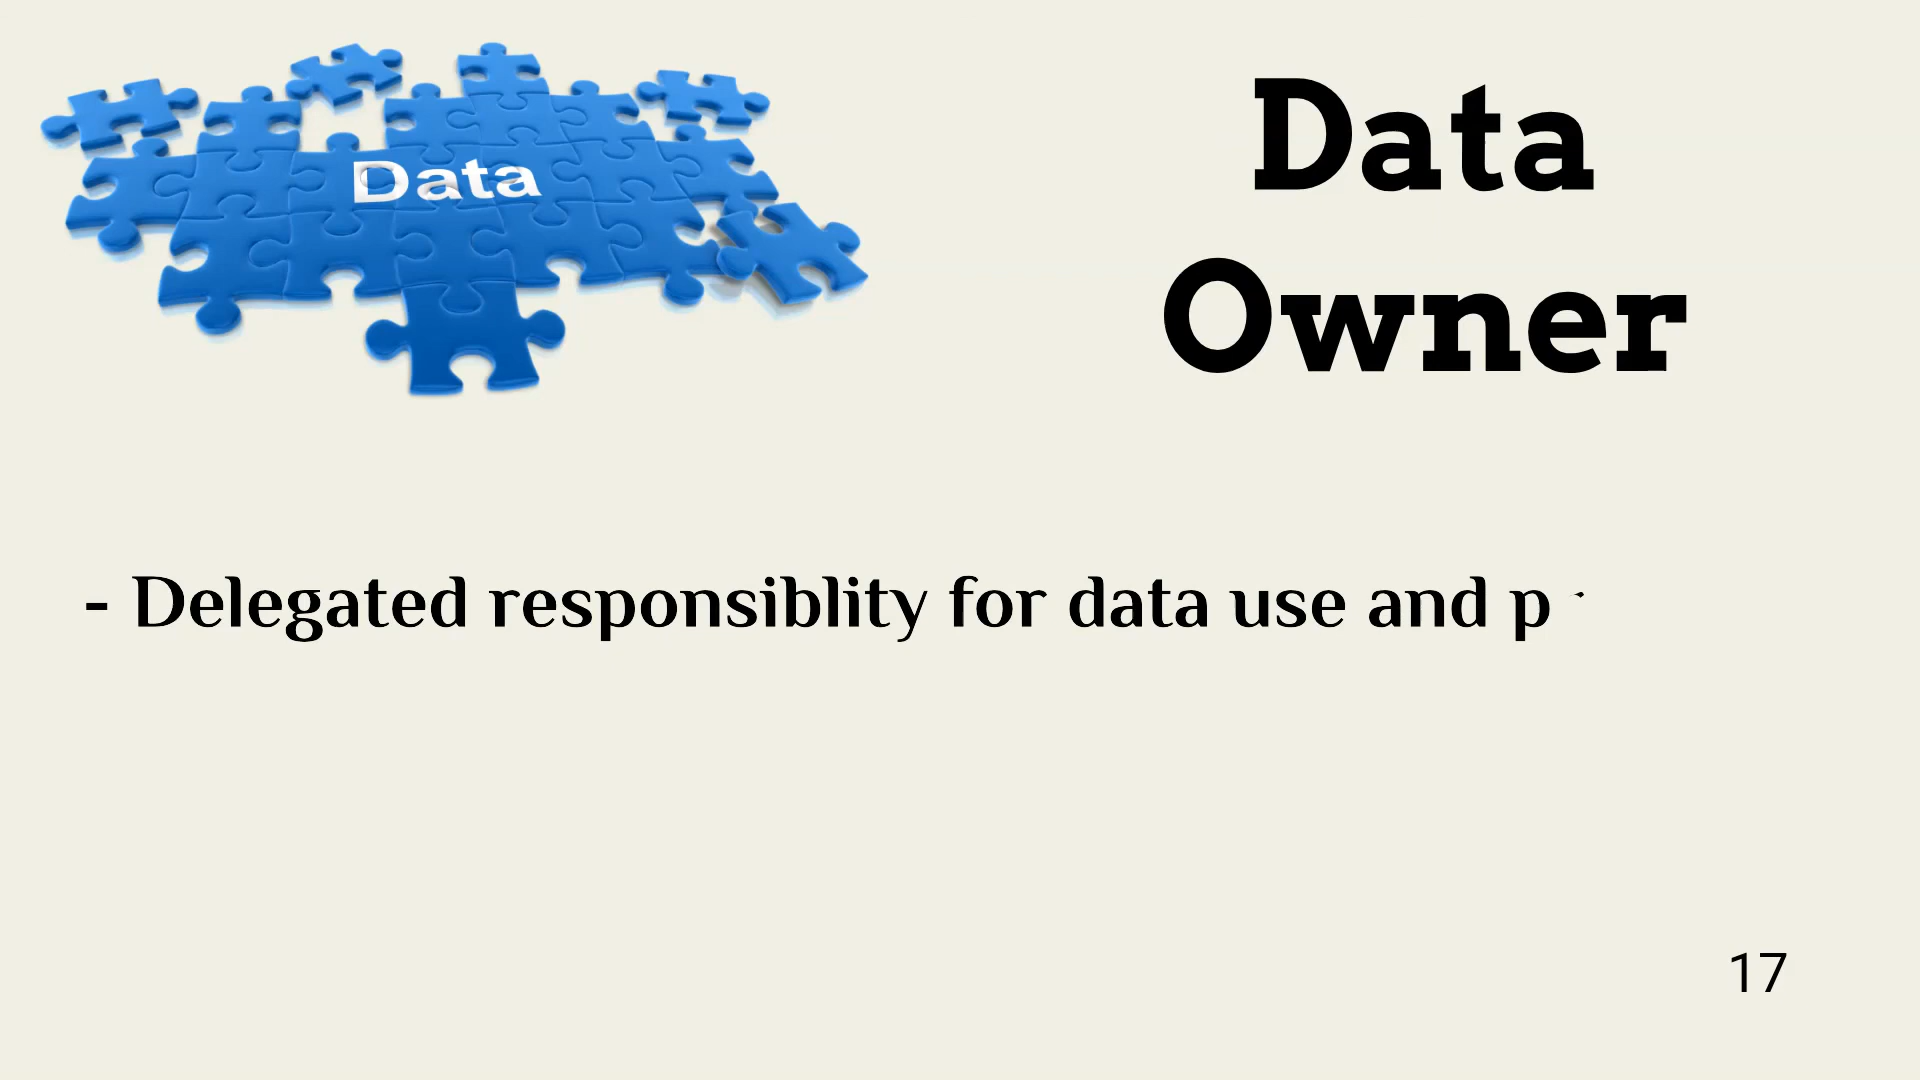 Data
Data
Owner
- Delegated responsiblity for data use and p
17